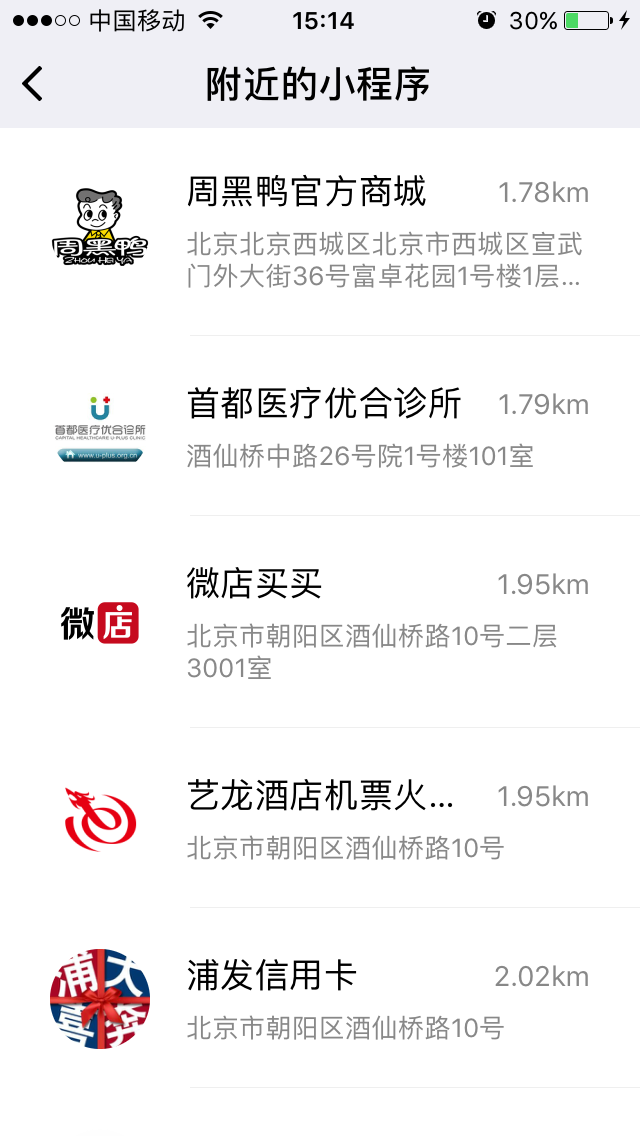 中国移动 15:14 30%
附近的小程序
周黑鸭官方商城 1.78km
周黑鸭
ZHOU HEI YA
北京北京西城区北京市西城区宣武
门外大街36号富卓花园1号楼1层...
首都医疗优合诊所 1.79km
首都医疗优合诊所
CAPITAL HEALTHCARE U-PLUS CLINIC
www.u-plus.org.cn
酒仙桥中路26号院1号楼101室
微店买买 1.95km
微店
北京市朝阳区酒仙桥路10号二层
3001室
艺龙酒店机票火... 1.95km
北京市朝阳区酒仙桥路10号
浦发信用卡 2.02km
浦大
喜奔
北京市朝阳区酒仙桥路10号